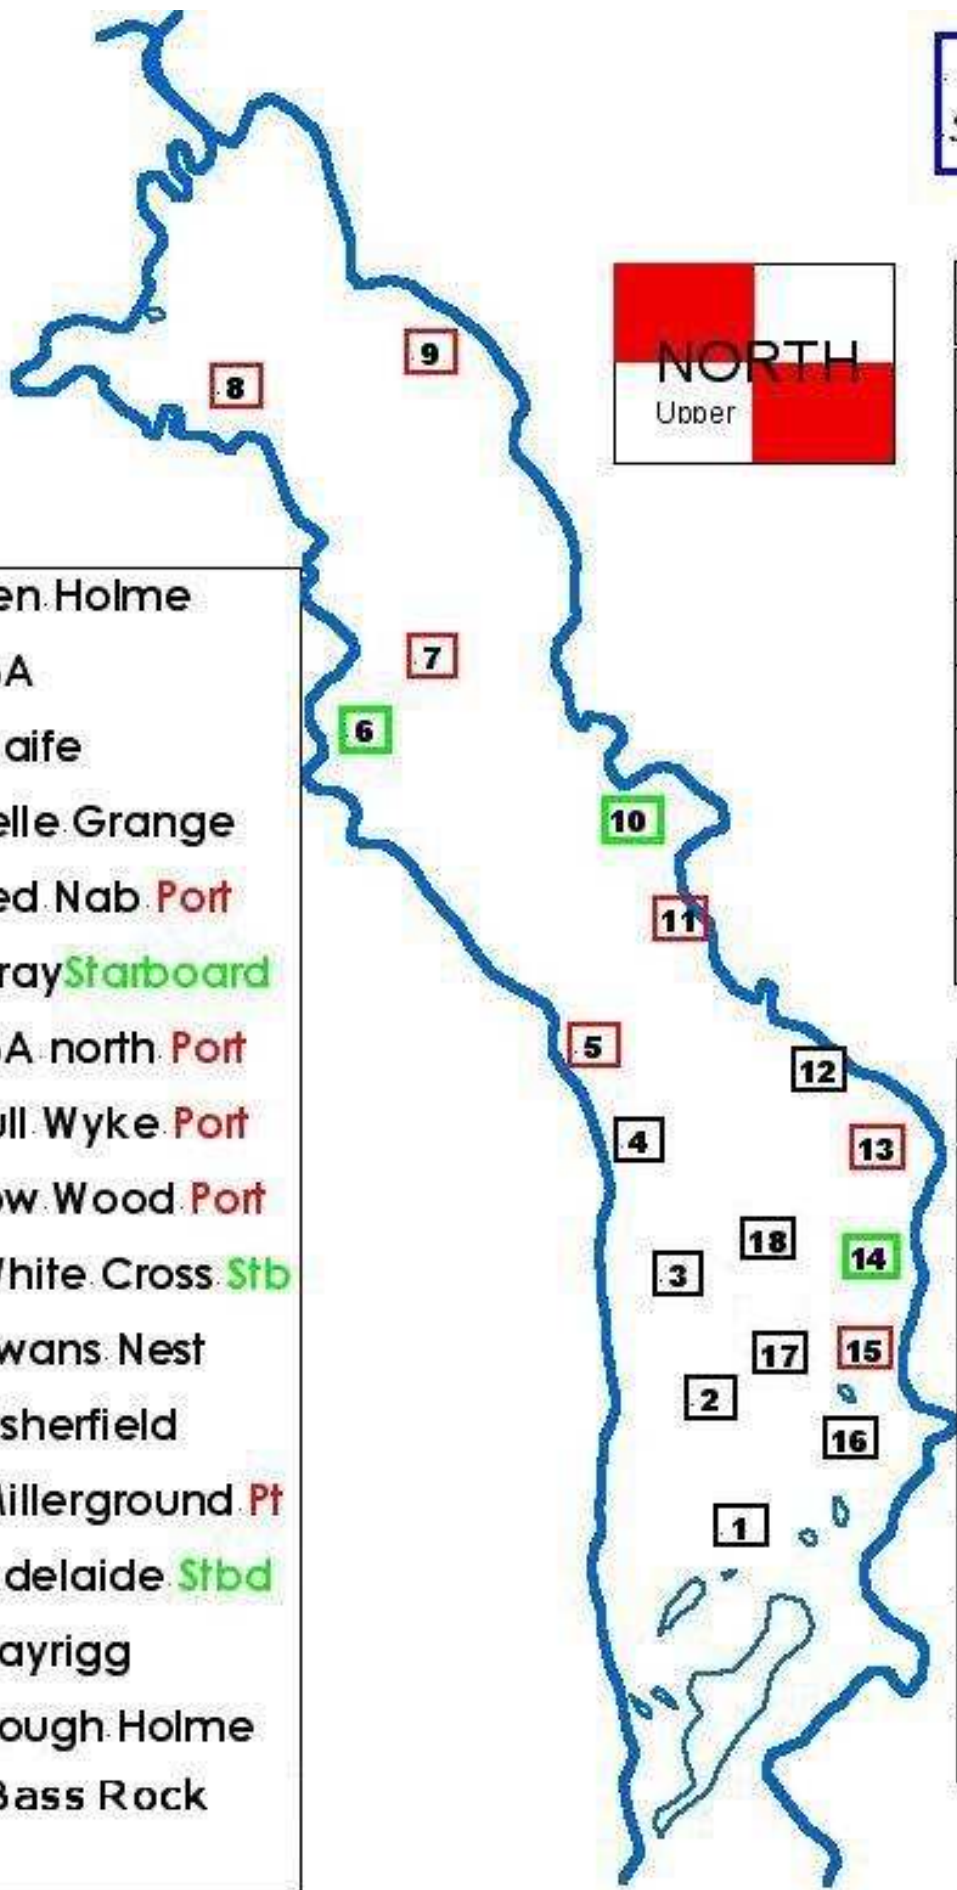 9
8
NORTH
Upper
en Holme
7
A
6
aife
10
elle Grange
ed Nab Port
11
ray Starboard
5
A north Port
12
ull Wyke Port
4
13
ow Wood Port
18
14
3
hite Cross Stb
17
15
wans Nest
2
sherfield
16
illerground Pt
1
delaide Stbd
ayrigg
ough Holme
Bass Rock